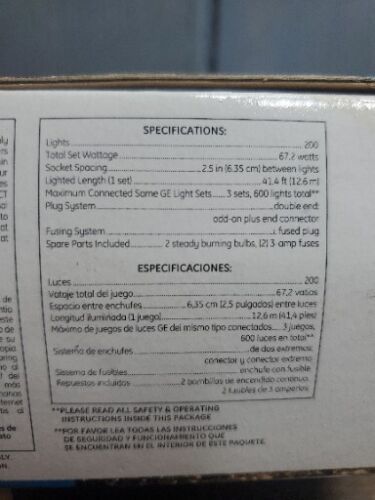 SPECIFICATIONS:
Lights 200
Total Set Wattage 67.2 watts
Socket Spacing 2.5 in (6.35 cm) between lights
Lighted Length (1 set) 41.4 ft (12.6 m)
Maximum Connected Same GE Light Sets 3 sets, 600 lights total**
Plug System double end:
add-on plus end connector
Fusing System fused plug
Spare Parts Included 2 steady burning bulbs, (2) 3 amp fuses
ESPECIFICACIONES:
Luces 200
Vataje total del juego 67,2 vatios
Espacio entre enchufes 6,35 cm (2,5 pulgadas) entre luces
Longitud iluminada (1 juego) 12,6 m (41,4 pies)
Máximo de juegos de luces GE del mismo tipo conectados 3 juegos,
600 luces en total**
Sistema de enchufes de dos extremos:
conector y conector extremo
Sistema de fusibles enchufe con fusible
Repuestos incluidos 2 bombillas de encendido continuo,
2 fusibles de 3 amperios
**PLEASE READ ALL SAFETY & OPERATING
INSTRUCTIONS INSIDE THIS PACKAGE
**POR FAVOR LEA TODAS LAS INSTRUCCIONES
DE SEGURIDAD Y FUNCIONAMIENTO QUE
SE ENCUENTRAN EN EL INTERIOR DE ESTE PAQUETE.